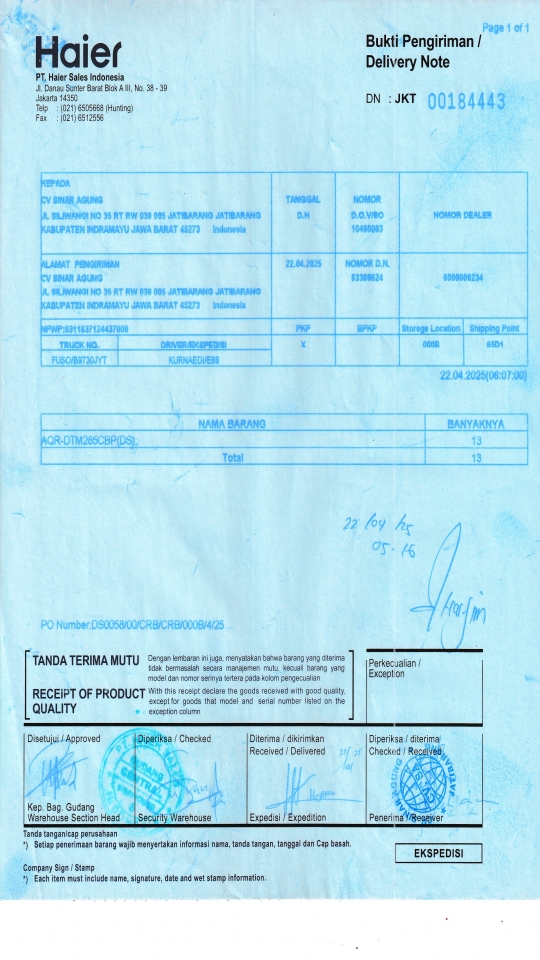 Page 1 of 1
Haier
Bukti Pengiriman /
Delivery Note
PT. Haier Sales Indonesia
Jl. Danau Sunter Barat Blok A III, No. 38 - 39
Jakarta 14350
Telp : (021) 6505668 (Hunting)
Fax : (021) 6512556
DN : JKT 00184443
KEPADA
CV SINAR AGUNG
JL SILIWANGI NO 35 RT RW 030 005 JATIBARANG JATIBARANG
KABUPATEN INDRAMAYU JAWA BARAT 45273 Indonesia
TANGGAL
D.N
NOMOR
D.O.V/SO
NOMOR DEALER
ALAMAT PENGIRIMAN
CV SINAR AGUNG
JL SILIWANGI NO 35 RT RW 030 005 JATIBARANG JATIBARANG
KABUPATEN INDRAMAYU JAWA BARAT 45273 Indonesia
22.04.2025
NOMOR D.N.
PKP
BPKP
Storage Location
Shipping Point
TRUCK NO.
DRIVER/EKSPEDISI
X
FUSO/B9730JYT
22.04.2025(06:07:00)
NAMA BARANG
BANYAKNYA
AQR-DTM285CBP(DS);
13
Total
13
22/04 25
05.16
PO Number:DS0058/00/CRB/CRB/000B/4/25
TANDA TERIMA MUTU
Dengan lembaran ini juga, menyatakan bahwa barang yang diterima
tidak bermasalah secara manajemen mutu, kecuali barang yang
model dan nomor serinya tertera pada kolom pengecualian
RECEIPT OF PRODUCT
QUALITY
With this receipt declare the goods received with good quality,
except for goods that model and serial number listed on the
exception column
Perkecualian /
Exception
Disetujui / Approved
Diperiksa / Checked
Diterima / dikirimkan
Received / Delivered
Diperiksa / diterima
Checked / Received
Kep. Bag. Gudang
Warehouse Section Head
Security Warehouse
Expedisi / Expedition
Penerima / Receiver
Tanda tangan/cap perusahaan
*) Setiap penerimaan barang wajib menyertakan informasi nama, tanda tangan, tanggal dan Cap basah.
EKSPEDISI
Company Sign / Stamp
*) Each item must include name, signature, date and wet stamp information.